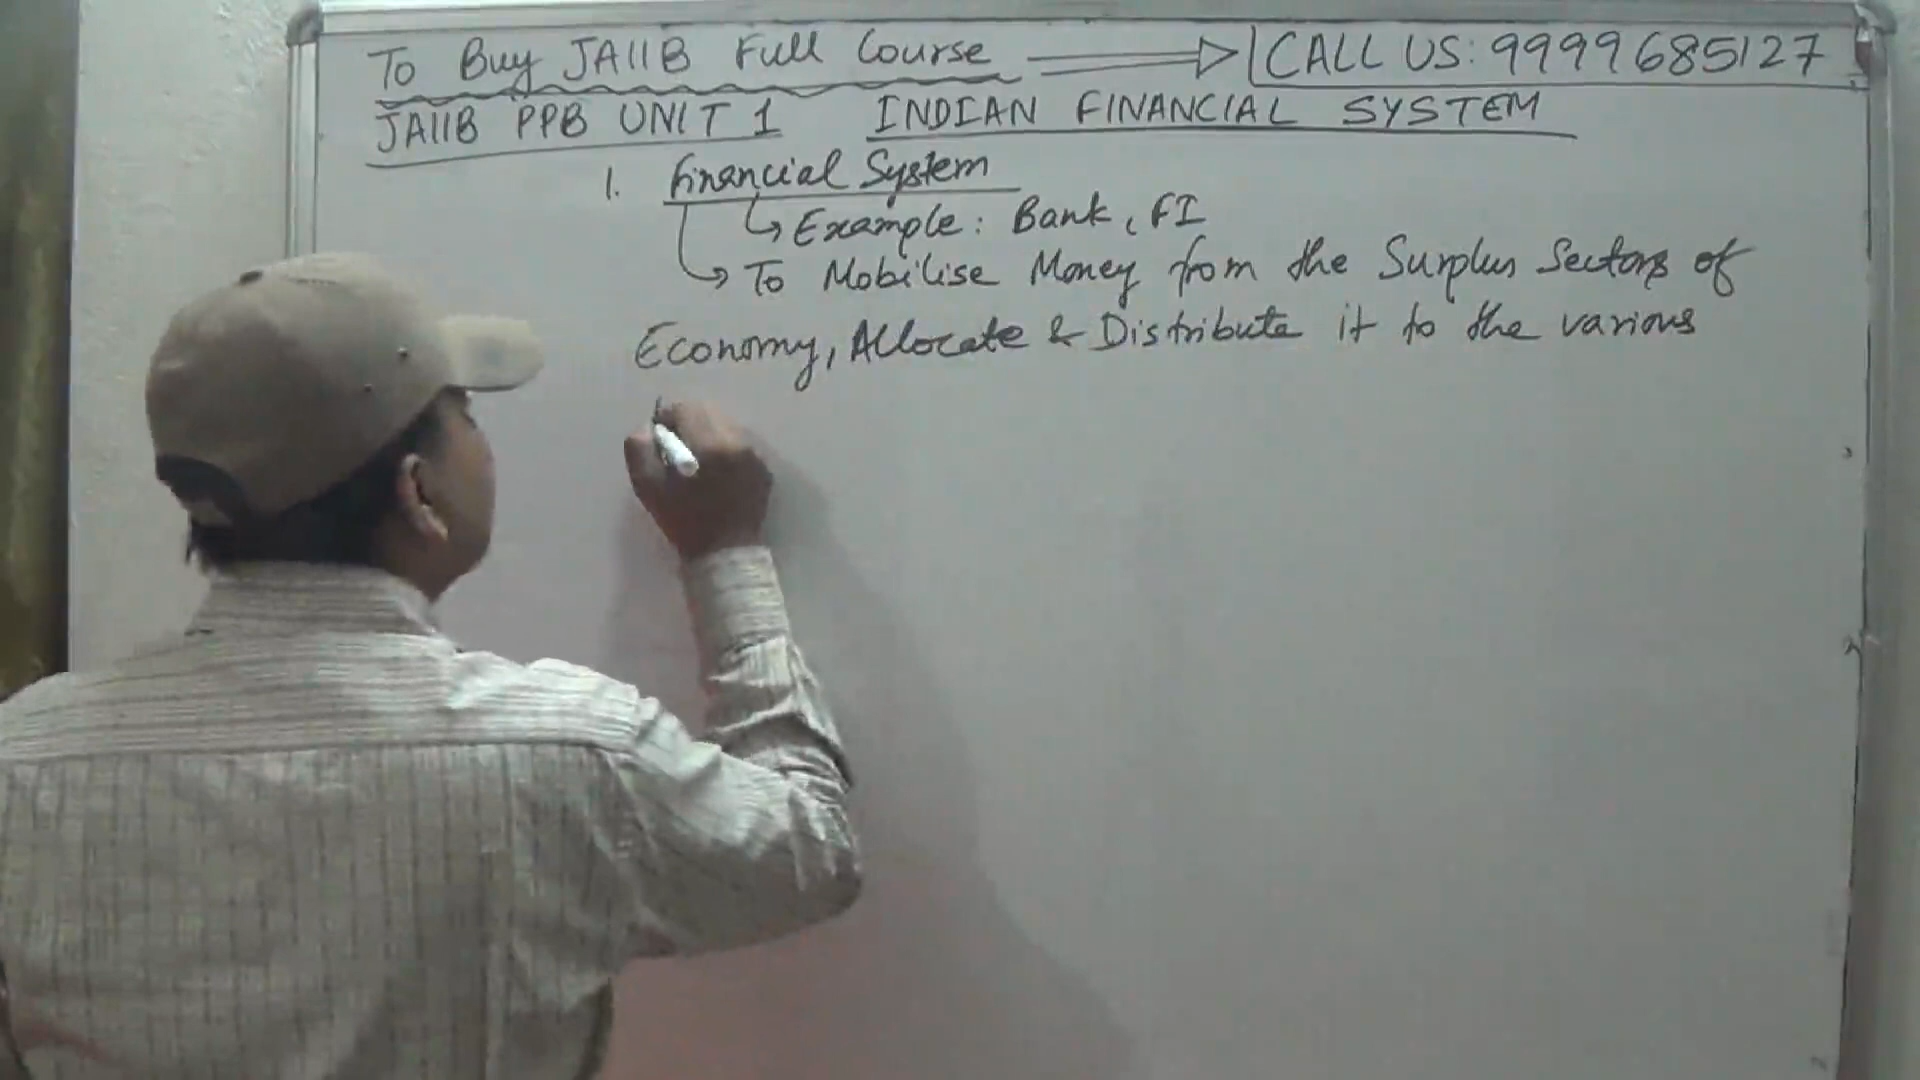 To Buy JAIIB Full Course CALL US: 9999685127
JAIIB PPB UNIT 1 INDIAN FINANCIAL SYSTEM
1. Financial System
Example: Bank, FI
To Mobilise Money from the Surplus Sectors of
Economy, Allocate & Distribute it to the various